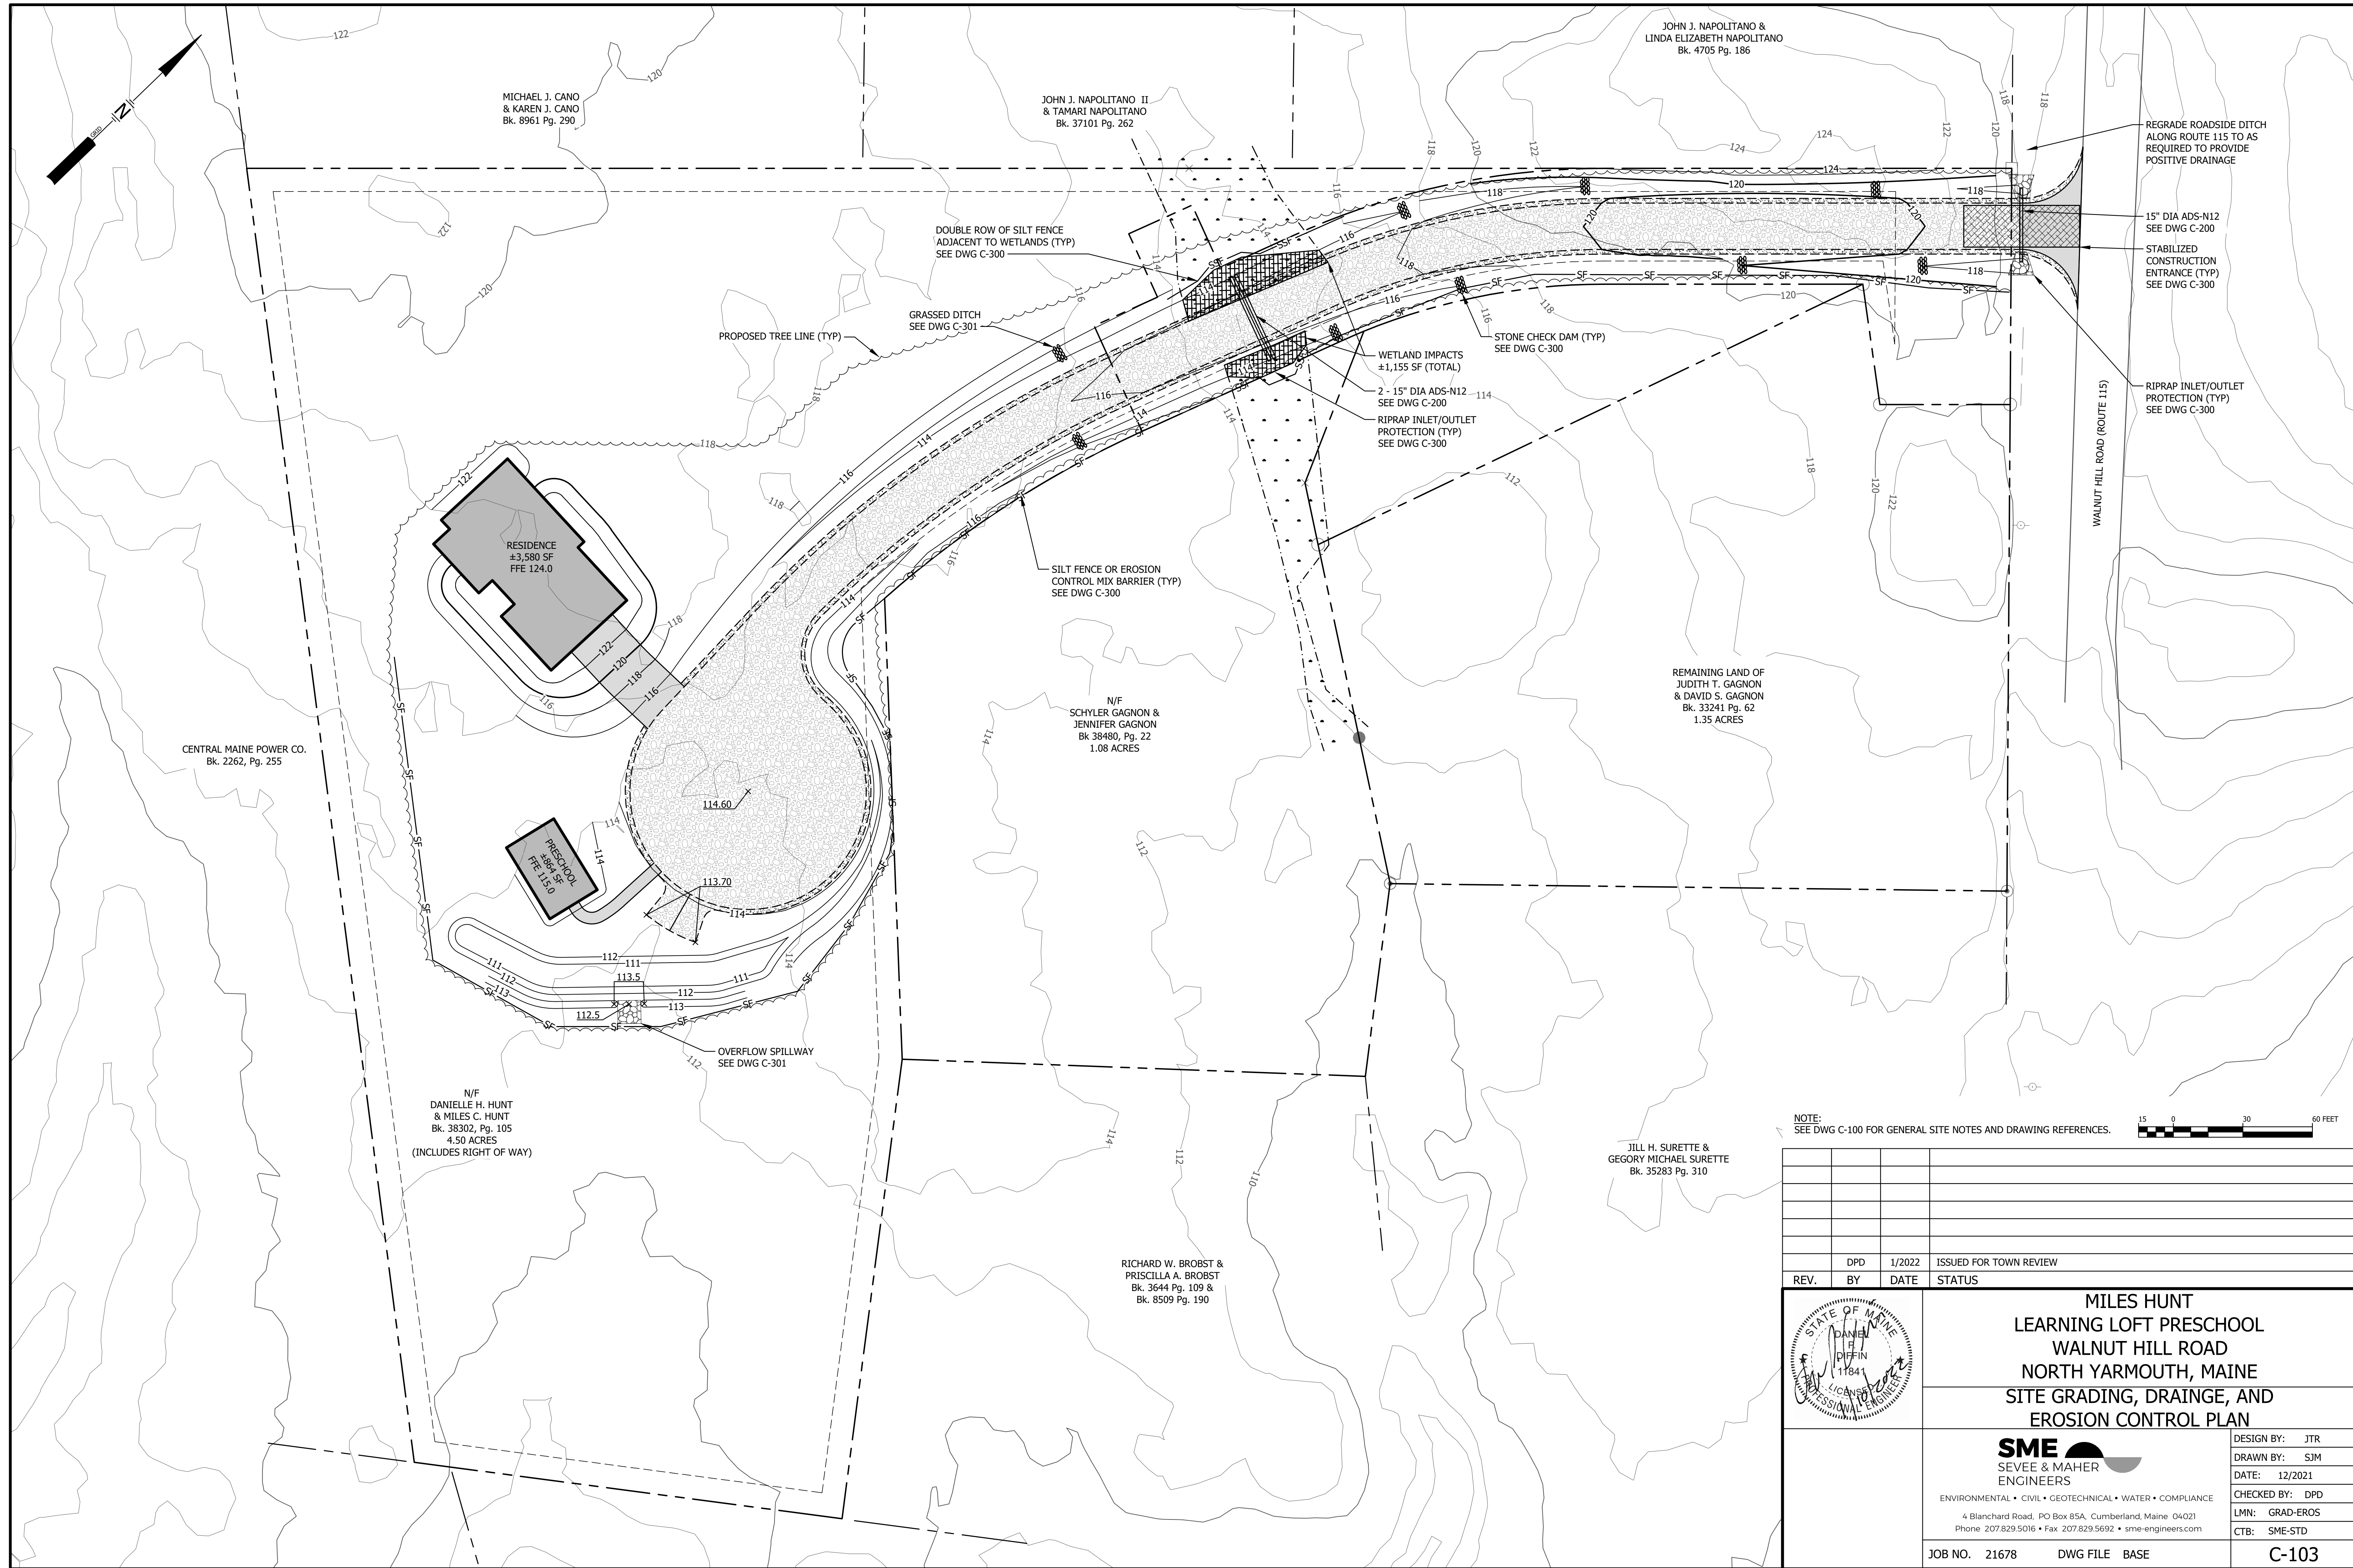 JOHN J. NAPOLITANO &
LINDA ELIZABETH NAPOLITANO
Bk. 4705 Pg. 186
MICHAEL J. CANO
& KAREN J. CANO
Bk. 8961 Pg. 290
JOHN J. NAPOLITANO II
& TAMARI NAPOLITANO
Bk. 37101 Pg. 262
GRID
N
REGRADE ROADSIDE DITCH
ALONG ROUTE 115 TO AS
REQUIRED TO PROVIDE
POSITIVE DRAINAGE
15" DIA ADS-N12
SEE DWG C-200
STABILIZED
CONSTRUCTION
ENTRANCE (TYP)
SEE DWG C-300
DOUBLE ROW OF SILT FENCE
ADJACENT TO WETLANDS (TYP)
SEE DWG C-300
GRASSED DITCH
SEE DWG C-301
PROPOSED TREE LINE (TYP)
STONE CHECK DAM (TYP)
SEE DWG C-300
WETLAND IMPACTS
±1,155 SF (TOTAL)
2 - 15" DIA ADS-N12
SEE DWG C-200
RIPRAP INLET/OUTLET
PROTECTION (TYP)
SEE DWG C-300
RIPRAP INLET/OUTLET
PROTECTION (TYP)
SEE DWG C-300
WALNUT HILL ROAD (ROUTE 115)
RESIDENCE
±3,580 SF
FFE 124.0
SILT FENCE OR EROSION
CONTROL MIX BARRIER (TYP)
SEE DWG C-300
N/F
SCHYLER GAGNON &
JENNIFER GAGNON
Bk 38480, Pg. 22
1.08 ACRES
REMAINING LAND OF
JUDITH T. GAGNON
& DAVID S. GAGNON
Bk. 33241 Pg. 62
1.35 ACRES
CENTRAL MAINE POWER CO.
Bk. 2262, Pg. 255
114.60
PRESCHOOL
±864 SF
FFE 115.0
113.70
113.5
112.5
OVERFLOW SPILLWAY
SEE DWG C-301
N/F
DANIELLE H. HUNT
& MILES C. HUNT
Bk. 38302, Pg. 105
4.50 ACRES
(INCLUDES RIGHT OF WAY)
JILL H. SURETTE &
GEGORY MICHAEL SURETTE
Bk. 35283 Pg. 310
RICHARD W. BROBST &
PRISCILLA A. BROBST
Bk. 3644 Pg. 109 &
Bk. 8509 Pg. 190
NOTE:
SEE DWG C-100 FOR GENERAL SITE NOTES AND DRAWING REFERENCES.
15 0 30 60 FEET
DPD 1/2022 ISSUED FOR TOWN REVIEW
REV. BY DATE STATUS
STATE OF MAINE
DANIEL
P.
DIFFIN
11841
LICENSED
PROFESSIONAL ENGINEER
MILES HUNT
LEARNING LOFT PRESCHOOL
WALNUT HILL ROAD
NORTH YARMOUTH, MAINE
SITE GRADING, DRAINGE, AND
EROSION CONTROL PLAN
SME
SEVEE & MAHER
ENGINEERS
ENVIRONMENTAL • CIVIL • GEOTECHNICAL • WATER • COMPLIANCE
4 Blanchard Road, PO Box 85A, Cumberland, Maine 04021
Phone 207.829.5016 • Fax 207.829.5692 • sme-engineers.com
DESIGN BY: JTR
DRAWN BY: SJM
DATE: 12/2021
CHECKED BY: DPD
LMN: GRAD-EROS
CTB: SME-STD
JOB NO. 21678 DWG FILE BASE
C-103